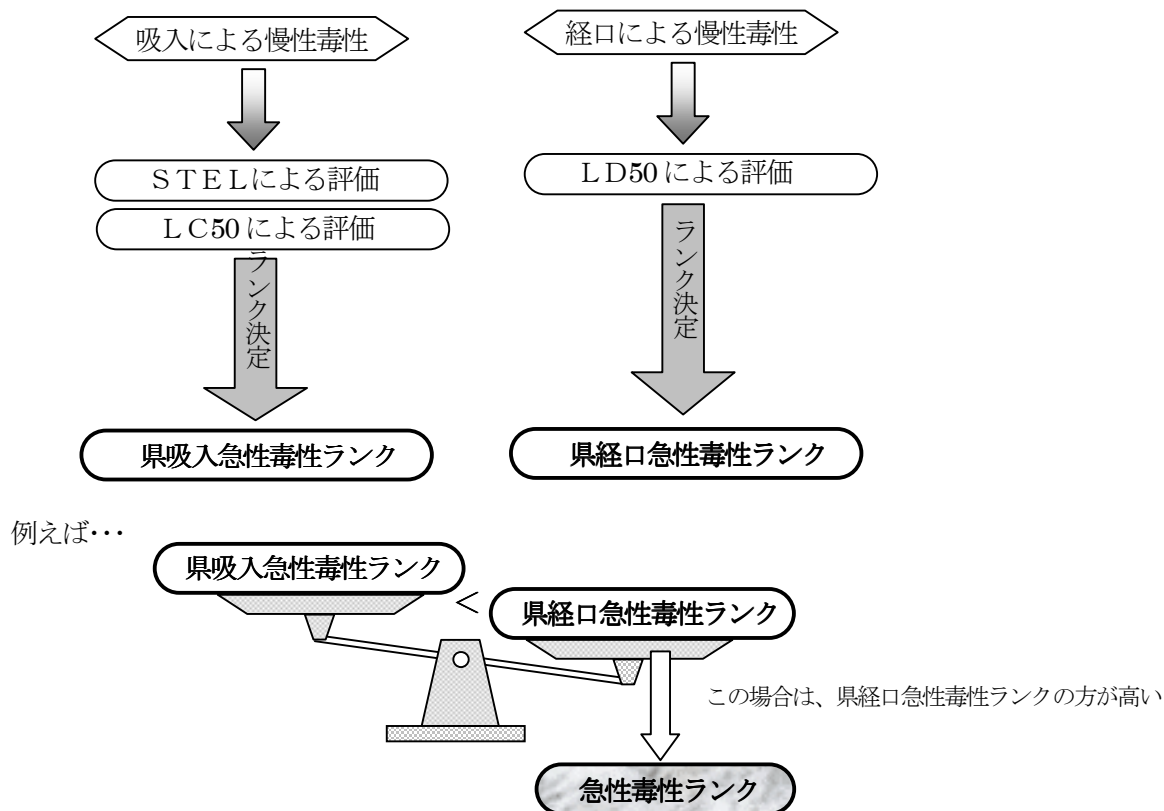 吸入による慢性毒性
経口による慢性毒性
ＳＴＥＬによる評価
ＬＤ50による評価
ＬＣ50による評価
ランク決定
ランク決定
県吸入急性毒性ランク
県経口急性毒性ランク
例えば･･･
県吸入急性毒性ランク
＜
県経口急性毒性ランク
この場合は、県経口急性毒性ランクの方が高い
急性毒性ランク